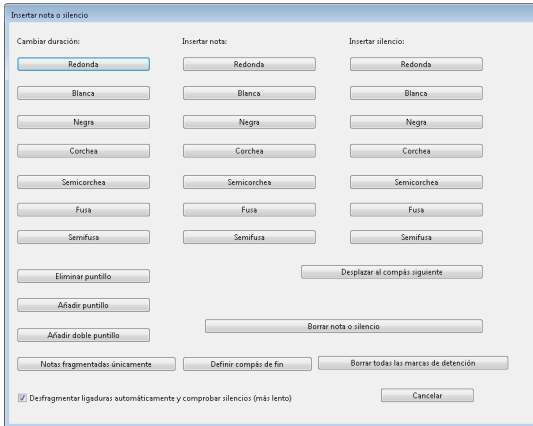 Insertar nota o silencio
Cambiar duración: Insertar nota: Insertar silencio:
Redonda Redonda Redonda
Blanca Blanca Blanca
Negra Negra Negra
Corchea Corchea Corchea
Semicorchea Semicorchea Semicorchea
Fusa Fusa Fusa
Semifusa Semifusa Semifusa
Eliminar puntillo Desplazar al compás siguiente
Añadir puntillo
Borrar nota o silencio
Añadir doble puntillo
Notas fragmentadas únicamente Definir compás de fin Borrar todas las marcas de detención
Desfragmentar ligaduras automáticamente y comprobar silencios (más lento) Cancelar